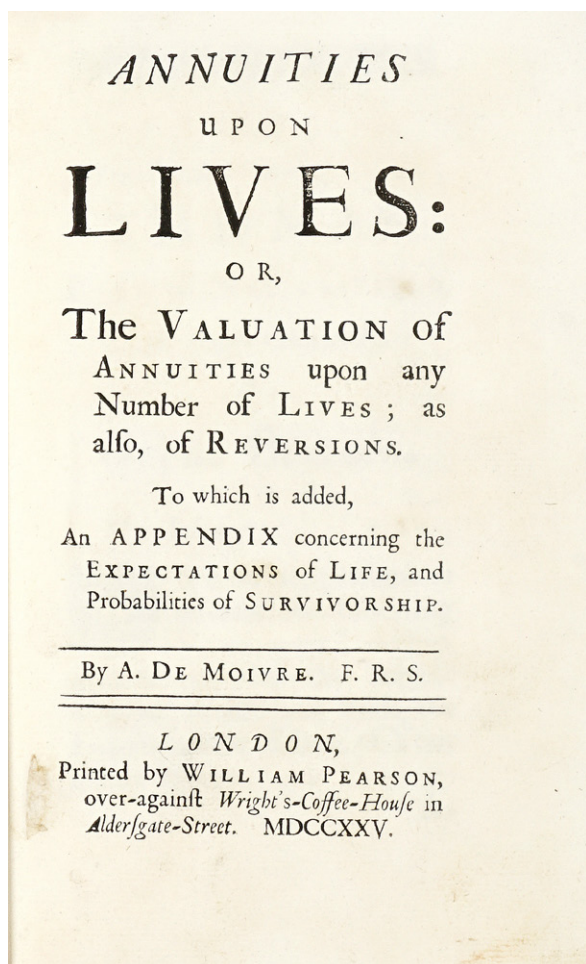 ANNUITIES
UPON
LIVES:
OR,
The VALUATION of
ANNUITIES upon any
Number of LIVES ; as
alſo, of REVERSIONS.
To which is added,
An APPENDIX concerning the
EXPECTATIONS of LIFE, and
Probabilities of SURVIVORSHIP.
By A. DE MOIVRE. F. R. S.
LONDON,
Printed by WILLIAM PEARSON,
over-againſt Wright's-Coffee-Houſe in
Alderſgate-Street. MDCCXXV.